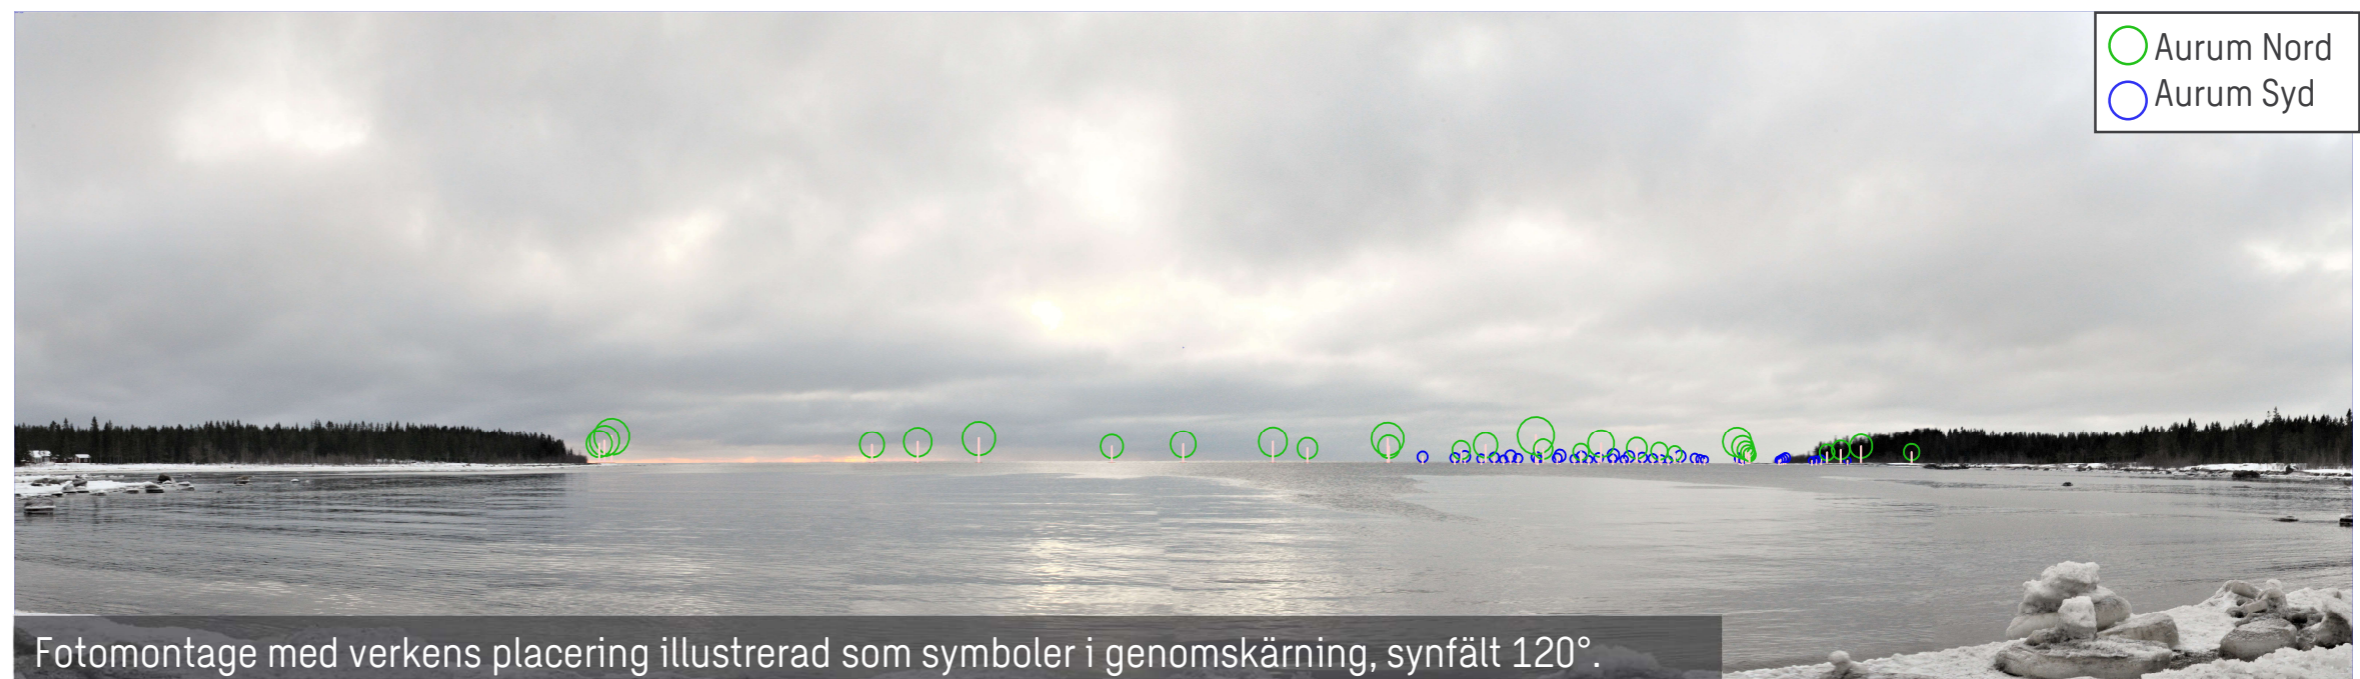 Aurum Nord
Aurum Syd
Fotomontage med verkens placering illustrerad som symboler i genomskärning, synfält 120°.